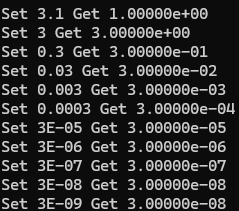 Set 3.1 Get 1.00000e+00
Set 3 Get 3.00000e+00
Set 0.3 Get 3.00000e-01
Set 0.03 Get 3.00000e-02
Set 0.003 Get 3.00000e-03
Set 0.0003 Get 3.00000e-04
Set 3E-05 Get 3.00000e-05
Set 3E-06 Get 3.00000e-06
Set 3E-07 Get 3.00000e-07
Set 3E-08 Get 3.00000e-08
Set 3E-09 Get 3.00000e-08